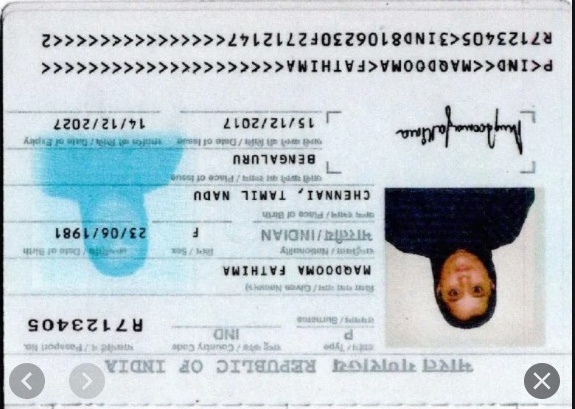 भारत गणराज्य REPUBLIC OF INDIA
टाइप / Type राष्ट्र कोड / Country Code पासपोर्ट नं. / Passport No.
P IND R7123405
उपनाम / Surname
दिया गया नाम / Given Name(s)
MAQDOOMA FATHIMA
राष्ट्रीयता / Nationality लिंग / Sex जन्मतिथि / Date of Birth
भारतीय/INDIAN F 23/06/1981
जन्म स्थान / Place of Birth
CHENNAI, TAMIL NADU
जारी करने का स्थान / Place of Issue
BENGALURU
जारी करने की तिथि / Date of Issue समाप्ति की तिथि / Date of Expiry
15/12/2017 14/12/2027
P<IND<<MAQDOOMA<FATHIMA<<<<<<<<<<<<<<<<<<<<<
R7123405<3IND8106230F2712147<<<<<<<<<<<<<<<2